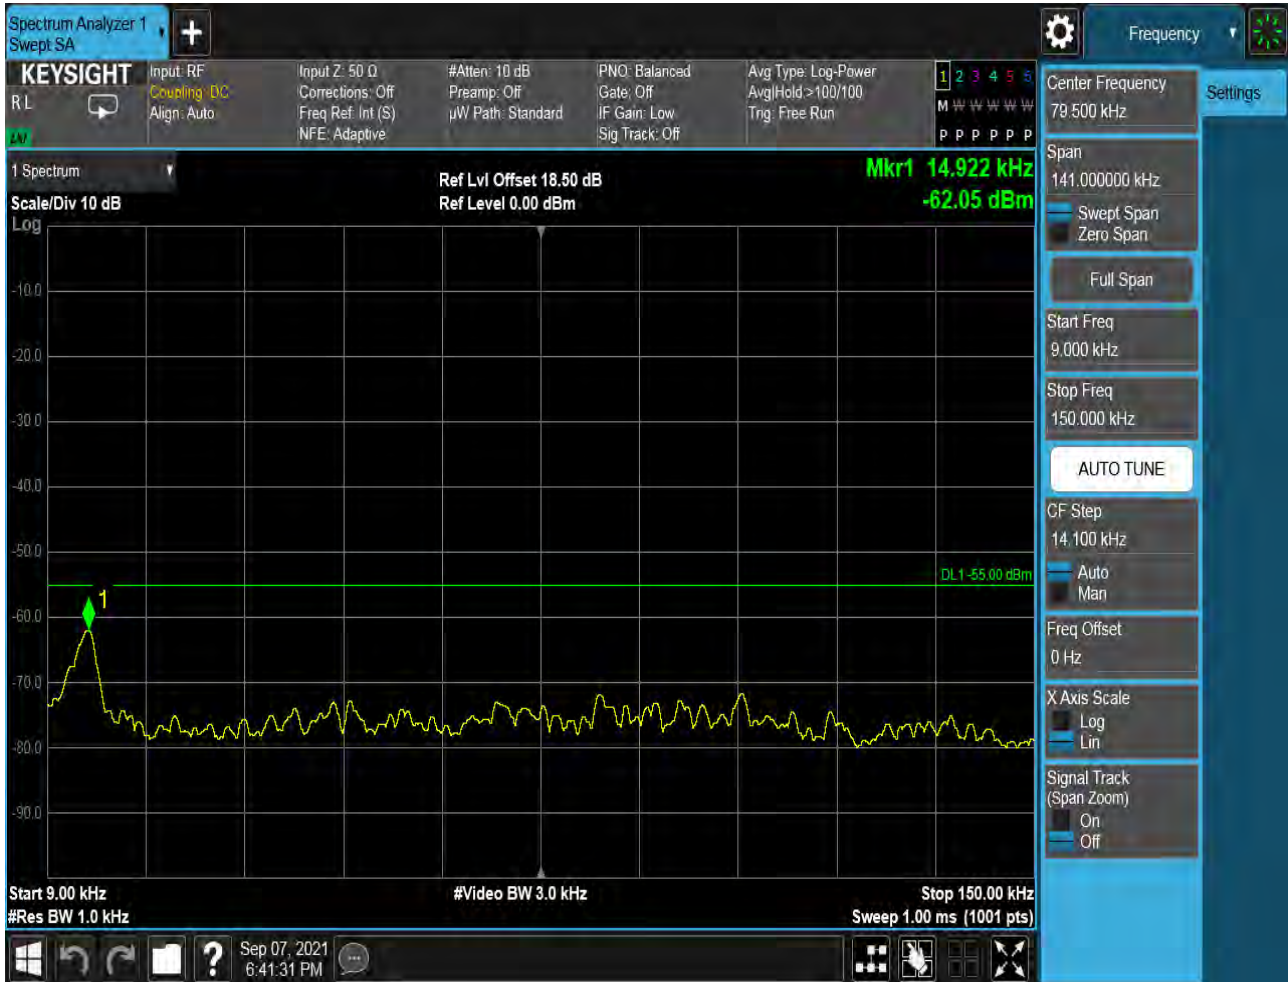 Spectrum Analyzer 1
Swept SA
Frequency
KEYSIGHT
R L
LXI
Input: RF
Coupling: DC
Align: Auto
Input Z: 50 Ω
Corrections: Off
Freq Ref: Int (S)
NFE: Adaptive
#Atten: 10 dB
Preamp: Off
µW Path: Standard
PNO: Balanced
Gate: Off
IF Gain: Low
Sig Track: Off
Avg Type: Log-Power
Avg|Hold:>100/100
Trig: Free Run
1 2 3 4 5 6
M W W W W W
P P P P P P
1 Spectrum
Scale/Div 10 dB
Ref Lvl Offset 18.50 dB
Ref Level 0.00 dBm
Mkr1 14.922 kHz
-62.05 dBm
Log
-10.0
-20.0
-30.0
-40.0
-50.0
-60.0
-70.0
-80.0
-90.0
DL1 -55.00 dBm
1
Start 9.00 kHz
#Video BW 3.0 kHz
Stop 150.00 kHz
#Res BW 1.0 kHz
Sweep 1.00 ms (1001 pts)
Sep 07, 2021
6:41:31 PM
Center Frequency
79.500 kHz
Settings
Span
141.000000 kHz
Swept Span
Zero Span
Full Span
Start Freq
9.000 kHz
Stop Freq
150.000 kHz
AUTO TUNE
CF Step
14.100 kHz
Auto
Man
Freq Offset
0 Hz
X Axis Scale
Log
Lin
Signal Track
(Span Zoom)
On
Off